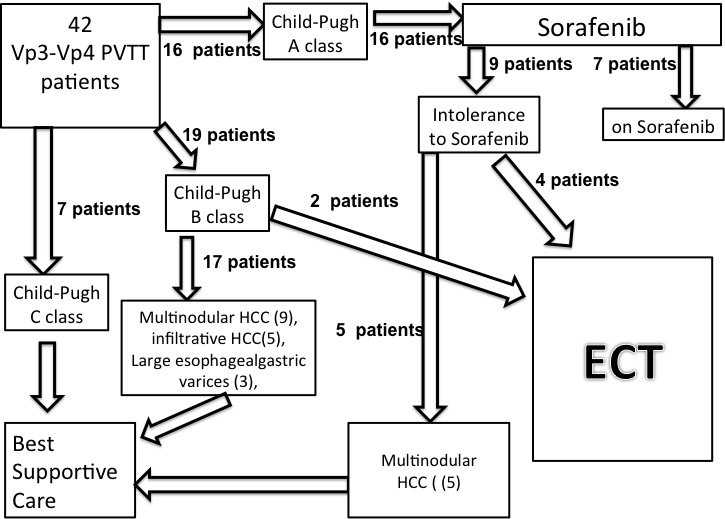 42
Vp3-Vp4 PVTT
patients
16 patients
Child-Pugh
A class
16 patients
Sorafenib
9 patients
7 patients
Intolerance
to Sorafenib
on Sorafenib
19 patients
7 patients
Child-Pugh
B class
2 patients
4 patients
17 patients
Child-Pugh
C class
Multinodular HCC (9),
infiltrative HCC(5),
Large esophagealgastric
varices (3),
5 patients
ECT
Best
Supportive
Care
Multinodular
HCC ( (5)